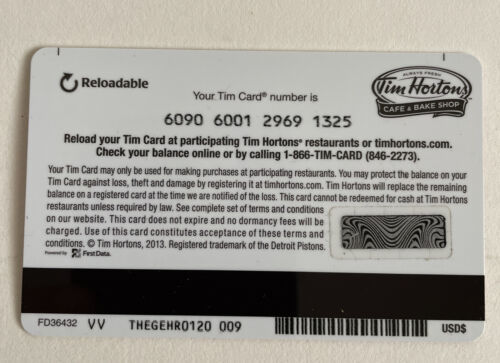 Reloadable
Your Tim Card® number is
ALWAYS FRESH
Tim Hortons
CAFE & BAKE SHOP
6090 6001 2969 1325
Reload your Tim Card at participating Tim Hortons® restaurants or timhortons.com.
Check your balance online or by calling 1-866-TIM-CARD (846-2273).
Your Tim Card may only be used for making purchases at participating restaurants. You may protect the balance on your
Tim Card against loss, theft and damage by registering it at timhortons.com. Tim Hortons will replace the remaining
balance on a registered card at the time we are notified of the loss. This card cannot be redeemed for cash at Tim Hortons
restaurants unless required by law. See complete set of terms and conditions
on our website. This card does not expire and no dormancy fees will be
charged. Use of this card constitutes acceptance of these terms and
conditions. © Tim Hortons, 2013. Registered trademark of the Detroit Pistons.
Powered by First Data.
FD36432 VV THEGEHR0120 009 USD$